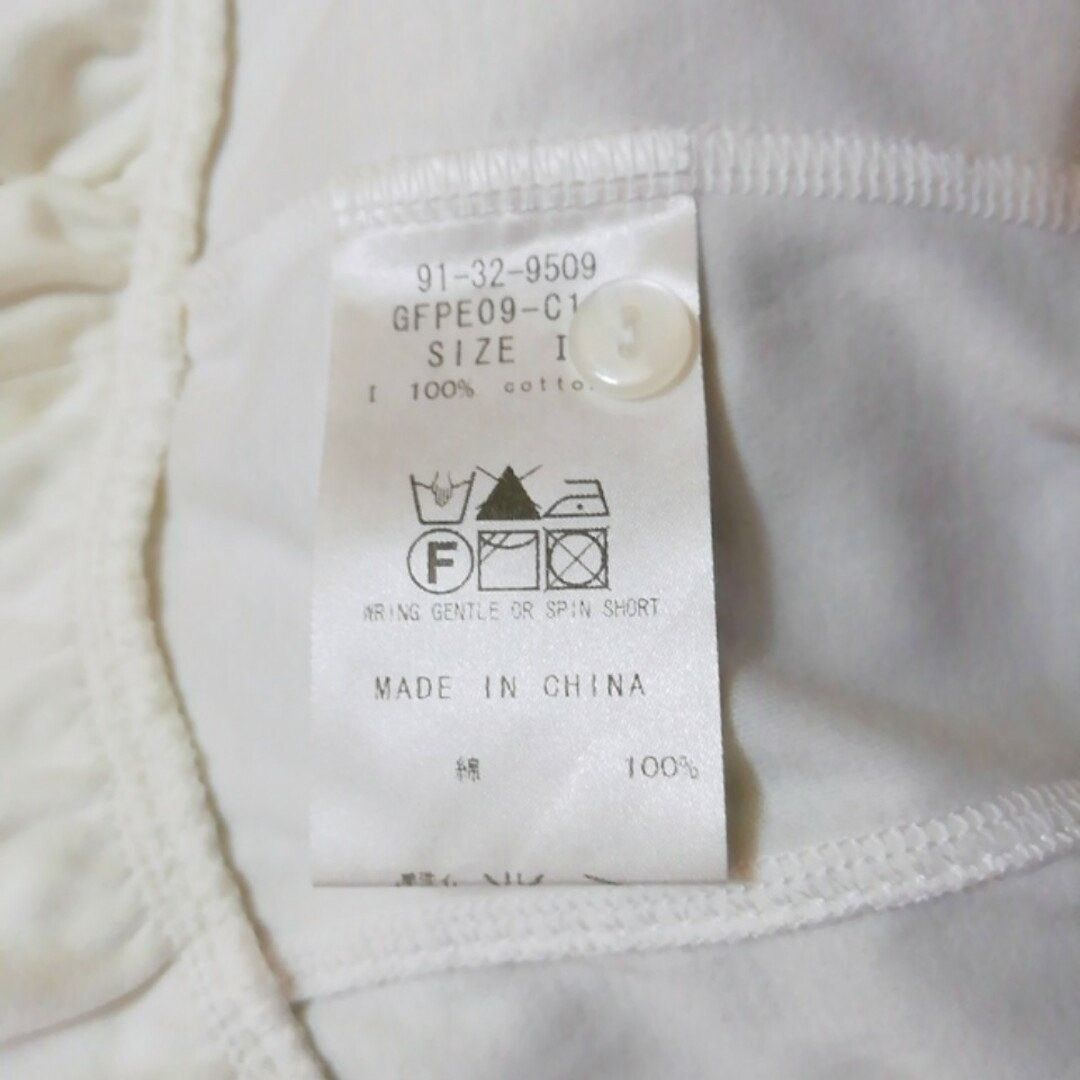 91-32-9509
GFPE09-C1
SIZE I
I 100% cotto
F
WRING GENTLE OR SPIN SHORT
MADE IN CHINA
綿 100%